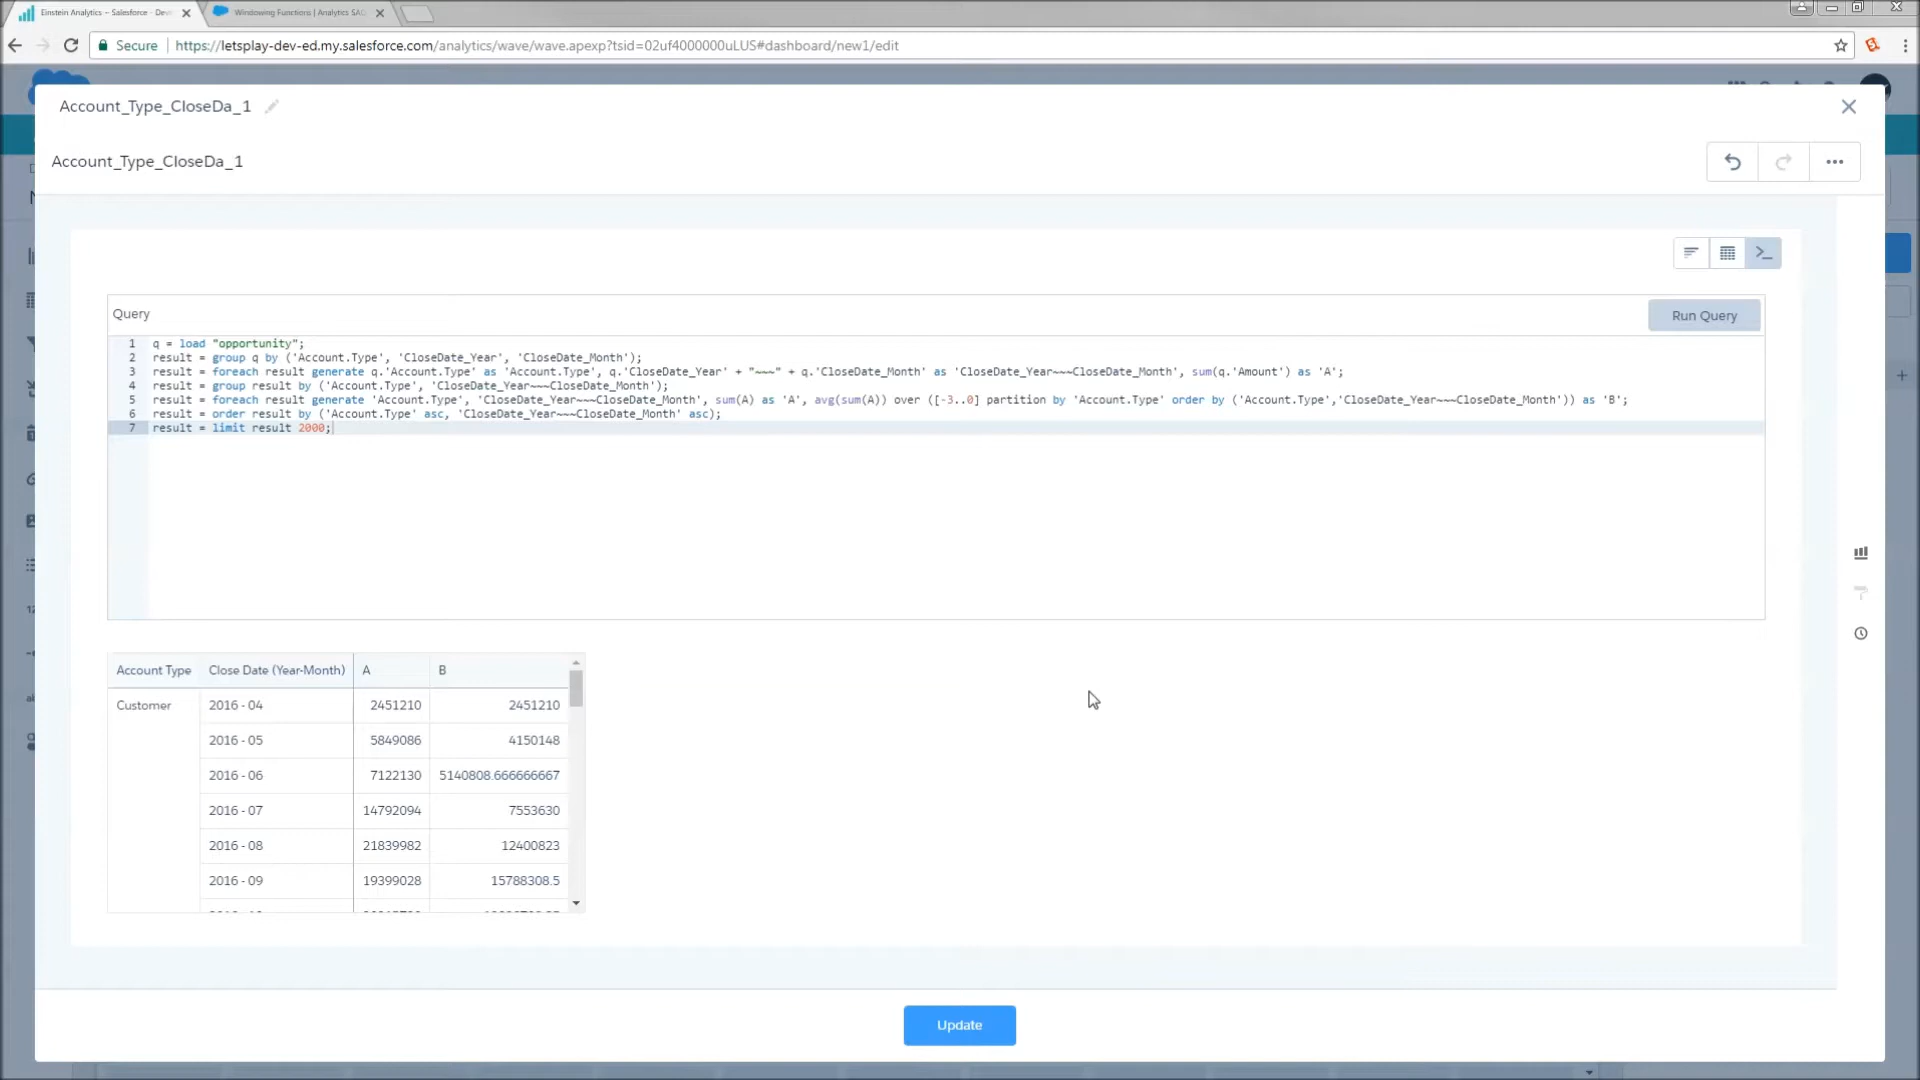 Einstein Analytics – Salesforce - Dev
Windowing Functions | Analytics SAQ
Secure
https://letsplay-dev-ed.my.salesforce.com/analytics/wave/wave.apexp?tsid=02uf4000000uLUS#dashboard/new1/edit
Account_Type_CloseDa_1
Account_Type_CloseDa_1
Query
Run Query
1 q = load "opportunity";
2 result = group q by ('Account.Type', 'CloseDate_Year', 'CloseDate_Month');
3 result = foreach result generate q.'Account.Type' as 'Account.Type', q.'CloseDate_Year' + "~~~" + q.'CloseDate_Month' as 'CloseDate_Year~~~CloseDate_Month', sum(q.'Amount') as 'A';
4 result = group result by ('Account.Type', 'CloseDate_Year~~~CloseDate_Month');
5 result = foreach result generate 'Account.Type', 'CloseDate_Year~~~CloseDate_Month', sum(A) as 'A', avg(sum(A)) over ([-3..0] partition by 'Account.Type' order by ('Account.Type','CloseDate_Year~~~CloseDate_Month')) as 'B';
6 result = order result by ('Account.Type' asc, 'CloseDate_Year~~~CloseDate_Month' asc);
7 result = limit result 2000;
Account Type Close Date (Year-Month) A B
Customer 2016 - 04 2451210 2451210
2016 - 05 5849086 4150148
2016 - 06 7122130 5140808.666666667
2016 - 07 14792094 7553630
2016 - 08 21839982 12400823
2016 - 09 19399028 15788308.5
Update